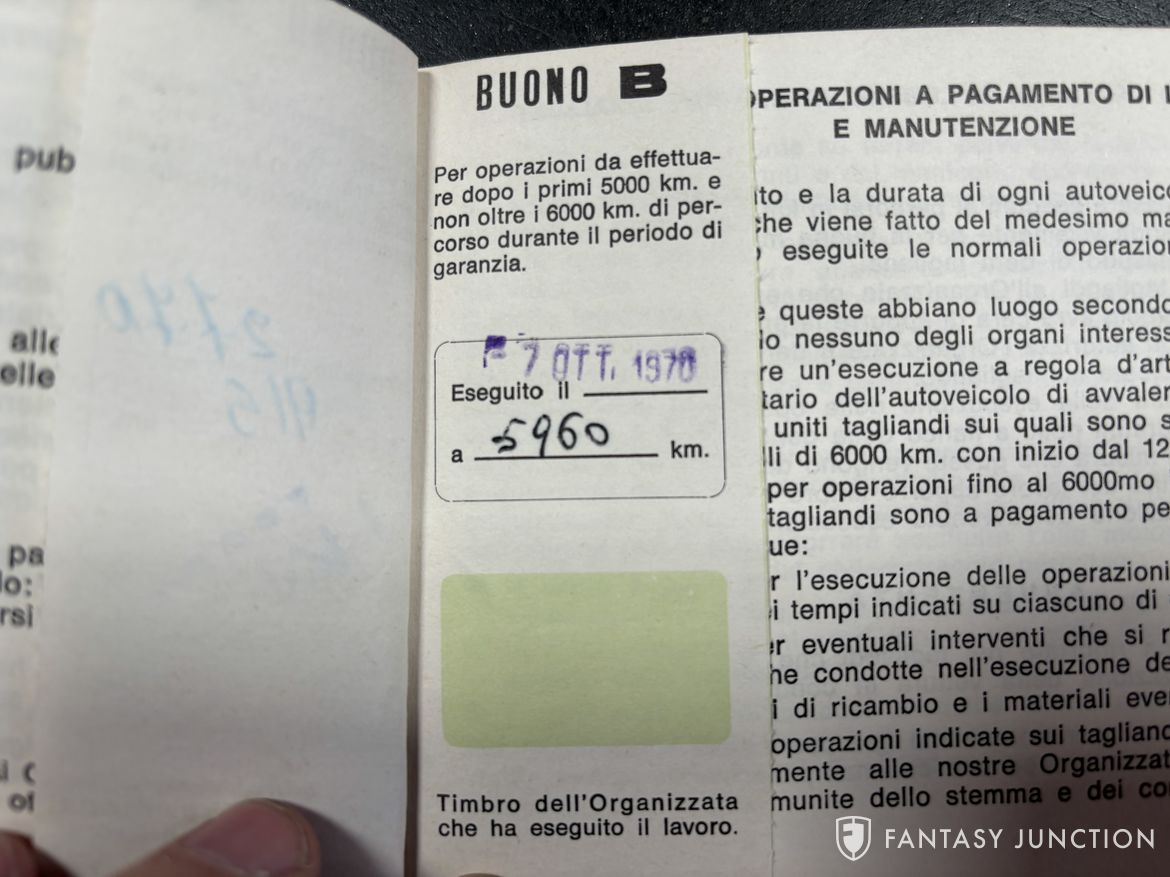 pub
alle
elle
pa
lo:
rsi
BUONO B
Per operazioni da effettua-
re dopo i primi 5000 km. e
non oltre i 6000 km. di per-
corso durante il periodo di
garanzia.
7 OTT. 1970
Eseguito il
a 5960 km.
Timbro dell'Organizzata
che ha eseguito il lavoro.
OPERAZIONI A PAGAMENTO DI
E MANUTENZIONE
ito e la durata di ogni autoveico
che viene fatto del medesimo ma
eseguite le normali operazion
e queste abbiano luogo secondo
io nessuno degli organi interess
re un'esecuzione a regola d'art
tario dell'autoveicolo di avvaler
uniti tagliandi sui quali sono s
lli di 6000 km. con inizio dal 12
per operazioni fino al 6000mo
tagliandi sono a pagamento pe
ue:
r l'esecuzione delle operazioni
i tempi indicati su ciascuno di
er eventuali interventi che si r
he condotte nell'esecuzione de
i di ricambio e i materiali eve
operazioni indicate sui tagliand
mente alle nostre Organizzat
munite dello stemma e dei co
FANTASY JUNCTION